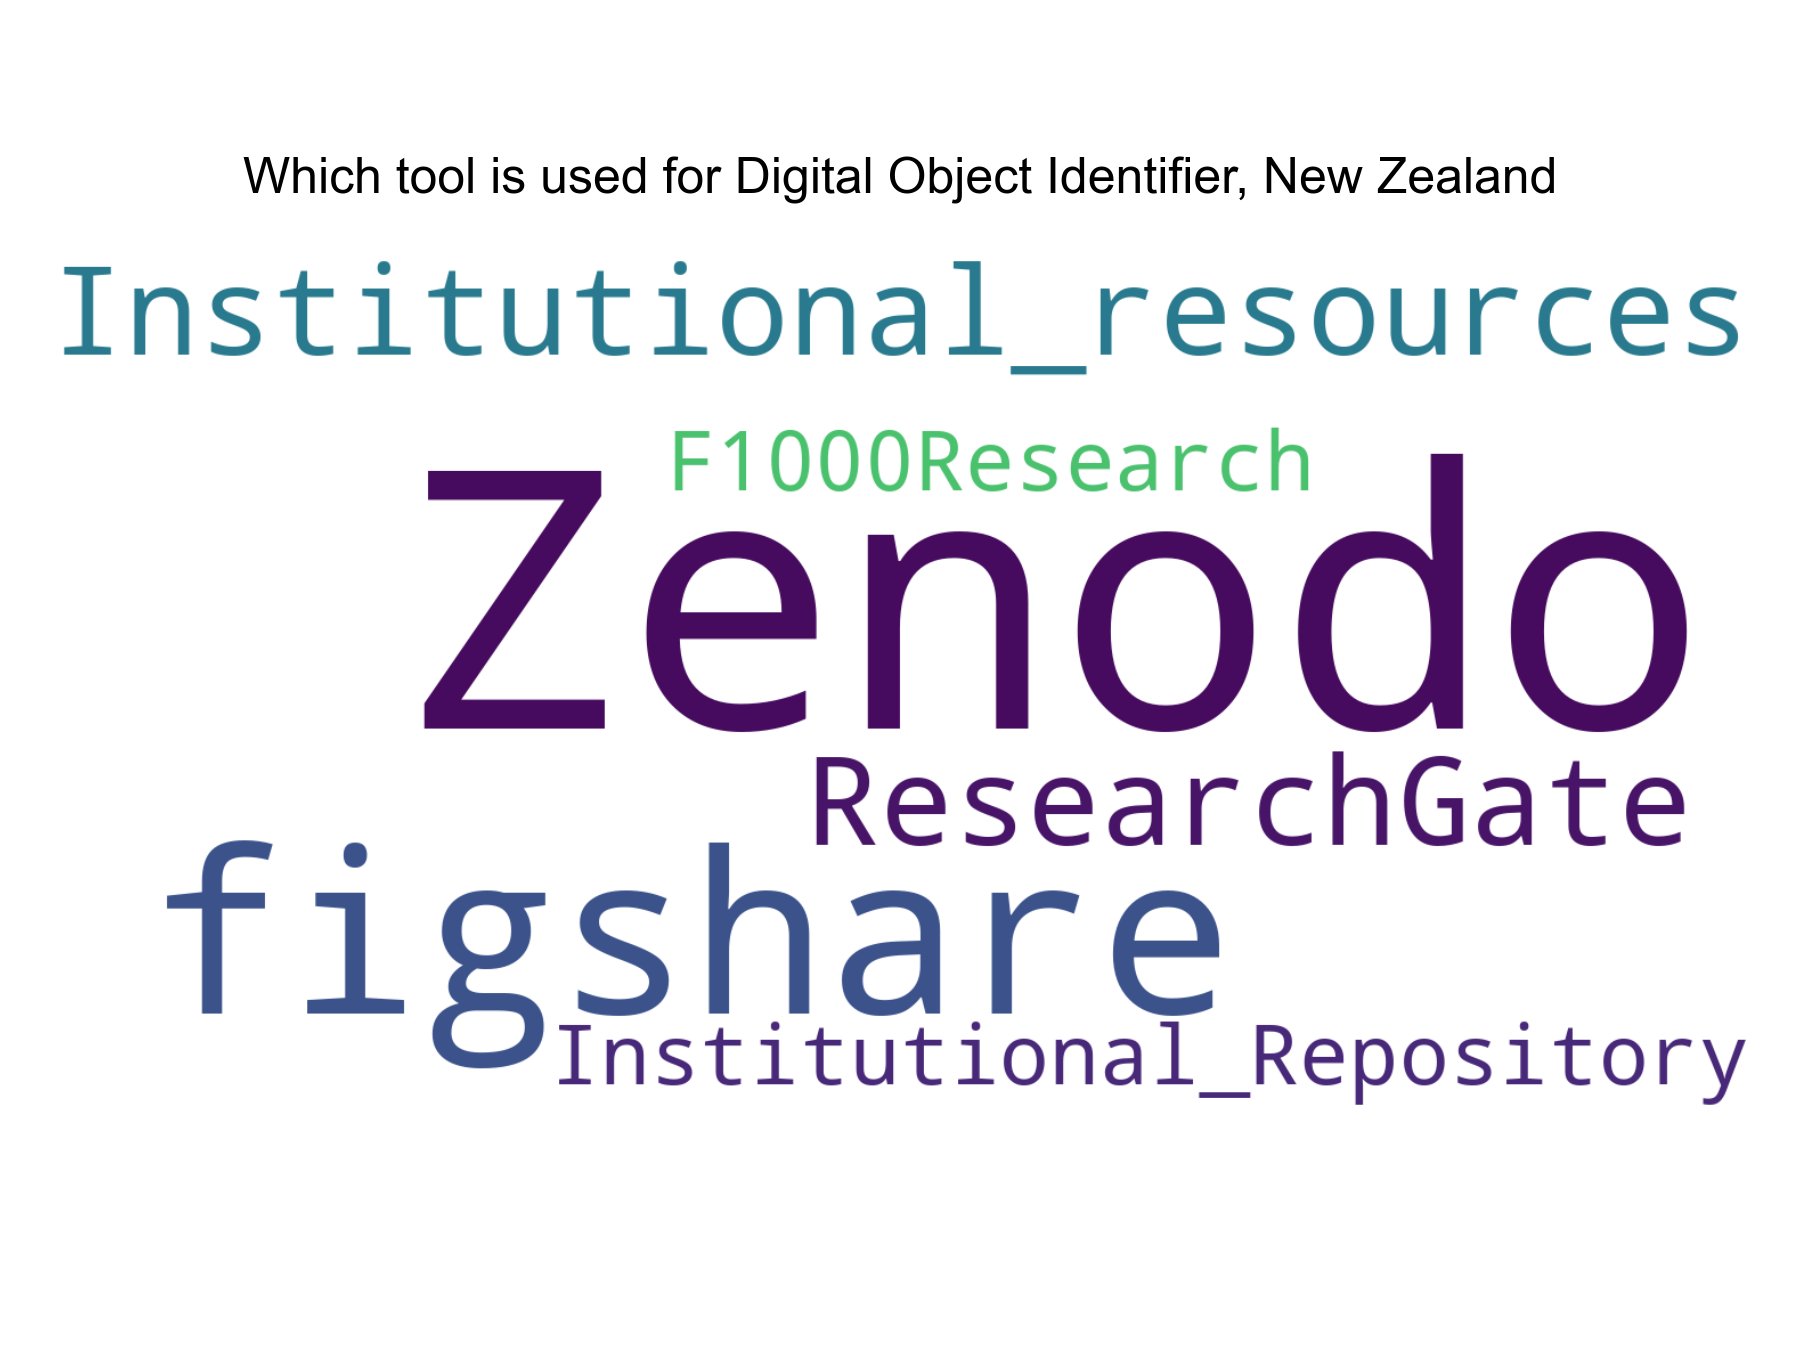 Which tool is used for Digital Object Identifier, New Zealand
Institutional_resources
F1000Research
Zenodo
ResearchGate
figshare
Institutional_Repository